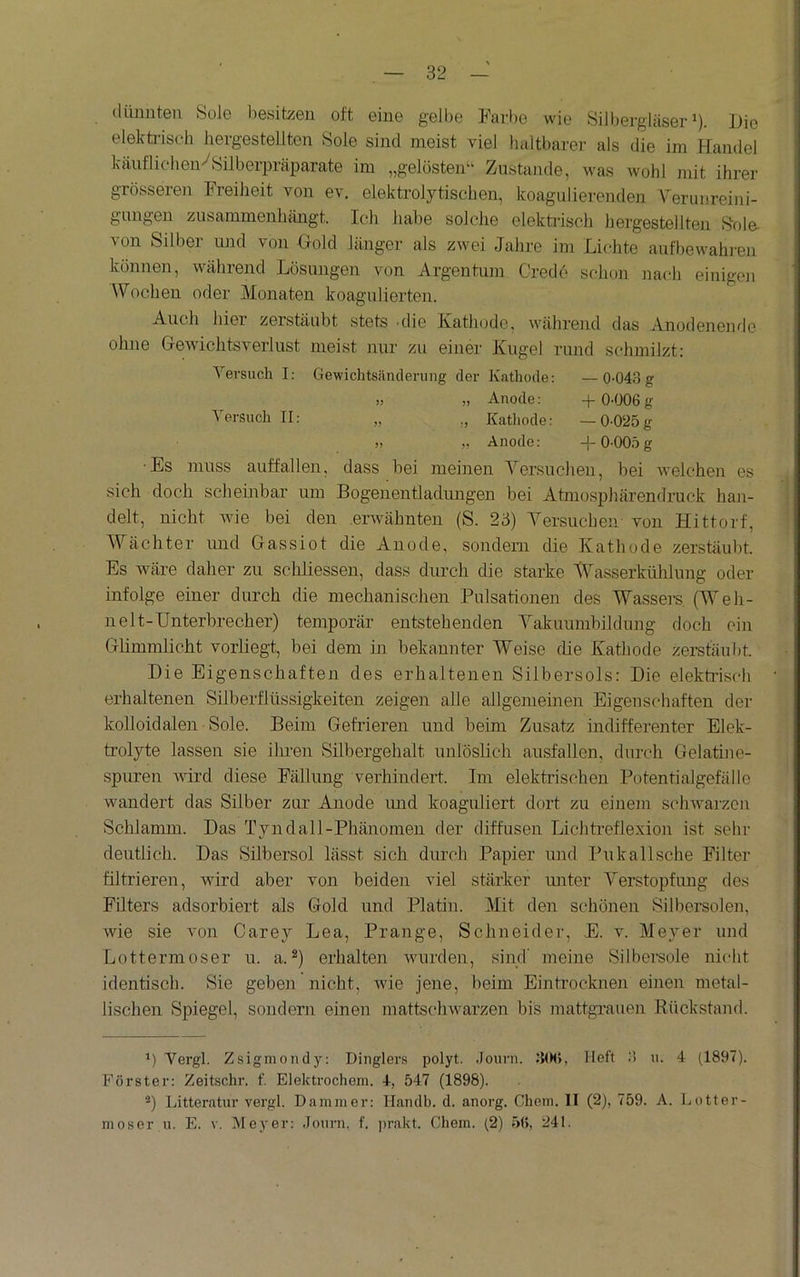 — 32 —
dünnten Sole besitzen oft eine gelbe Farbe wie Silbergläser¹). Die
elektrisch hergestellten Sole sind meist viel haltbarer als die im Handel
käuflichen Silberpräparate im „gelösten“ Zustande, was wohl mit ihrer
grösseren Freiheit von ev. elektrolytischen, koagulierenden Verunreini-
gungen zusammenhängt. Ich habe solche elektrisch hergestellten Sole
von Silber und von Gold länger als zwei Jahre im Lichte aufbewahren
können, während Lösungen von Argentum Credé schon nach einigen
Wochen oder Monaten koagulierten.
Auch hier zerstäubt stets die Kathode, während das Anodenende
ohne Gewichtsverlust meist nur zu einer Kugel rund schmilzt:
Versuch I: Gewichtsänderung der Kathode: — 0·043 g
„ „ Anode: + 0·006 g
Versuch II: „ „ Kathode: — 0·025 g
„ „ Anode: + 0·005 g
Es muss auffallen, dass bei meinen Versuchen, bei welchen es
sich doch scheinbar um Bogenentladungen bei Atmosphärendruck han-
delt, nicht wie bei den erwähnten (S. 23) Versuchen von Hittorf,
Wächter und Gassiot die Anode, sondern die Kathode zerstäubt.
Es wäre daher zu schliessen, dass durch die starke Wasserkühlung oder
infolge einer durch die mechanischen Pulsationen des Wassers (Weh-
nelt-Unterbrecher) temporär entstehenden Vakuumbildung doch ein
Glimmlicht vorliegt, bei dem in bekannter Weise die Kathode zerstäubt.
Die Eigenschaften des erhaltenen Silbersols: Die elektrisch
erhaltenen Silberflüssigkeiten zeigen alle allgemeinen Eigenschaften der
kolloidalen Sole. Beim Gefrieren und beim Zusatz indifferenter Elek-
trolyte lassen sie ihren Silbergehalt unlöslich ausfallen, durch Gelatine-
spuren wird diese Fällung verhindert. Im elektrischen Potentialgefälle
wandert das Silber zur Anode und koaguliert dort zu einem schwarzen
Schlamm. Das Tyndall-Phänomen der diffusen Lichtreflexion ist sehr
deutlich. Das Silbersol lässt sich durch Papier und Pukallsche Filter
filtrieren, wird aber von beiden viel stärker unter Verstopfung des
Filters adsorbiert als Gold und Platin. Mit den schönen Silbersolen,
wie sie von Carey Lea, Prange, Schneider, E. v. Meyer und
Lottermoser u. a.²) erhalten wurden, sind meine Silbersole nicht
identisch. Sie geben nicht, wie jene, beim Eintrocknen einen metal-
lischen Spiegel, sondern einen mattschwarzen bis mattgrauen Rückstand.
¹) Vergl. Zsigmondy: Dinglers polyt. Journ. 306, Heft 3 u. 4 (1897).
Förster: Zeitschr. f. Elektrochem. 4, 547 (1898).
²) Litteratur vergl. Dammer: Handb. d. anorg. Chem. II (2), 759. A. Lotter-
moser u. E. v. Meyer: Journ. f. prakt. Chem. (2) 56, 241.